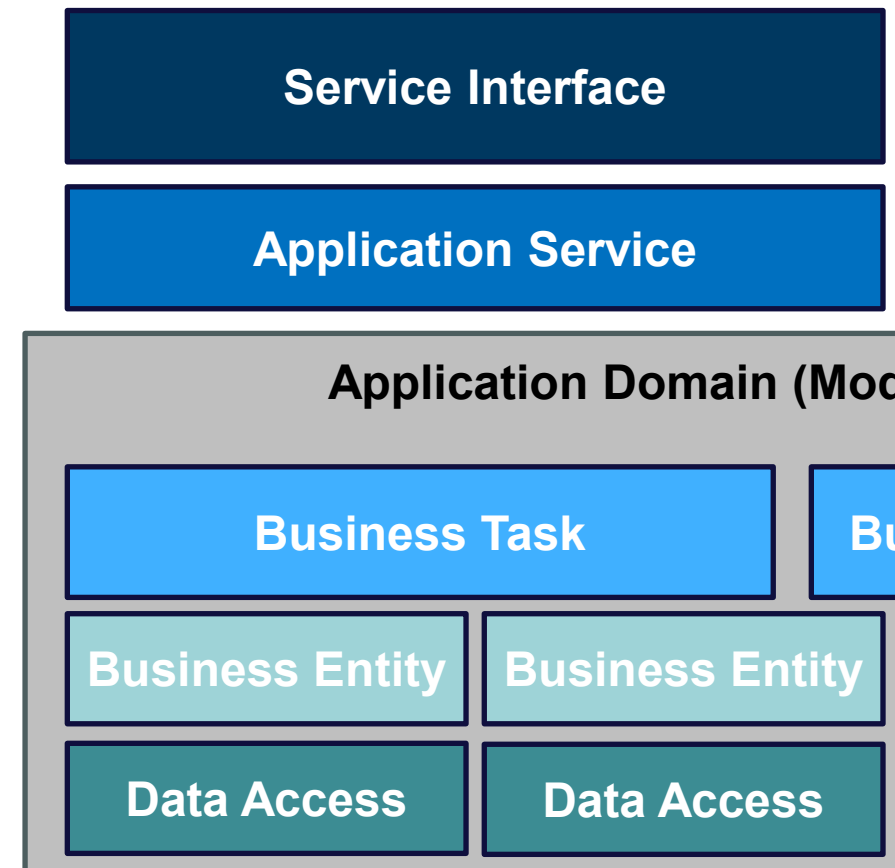 Service Interface
Application Service
Application Domain (Mod
Business Task
Bu
Business Entity
Business Entity
Data Access
Data Access